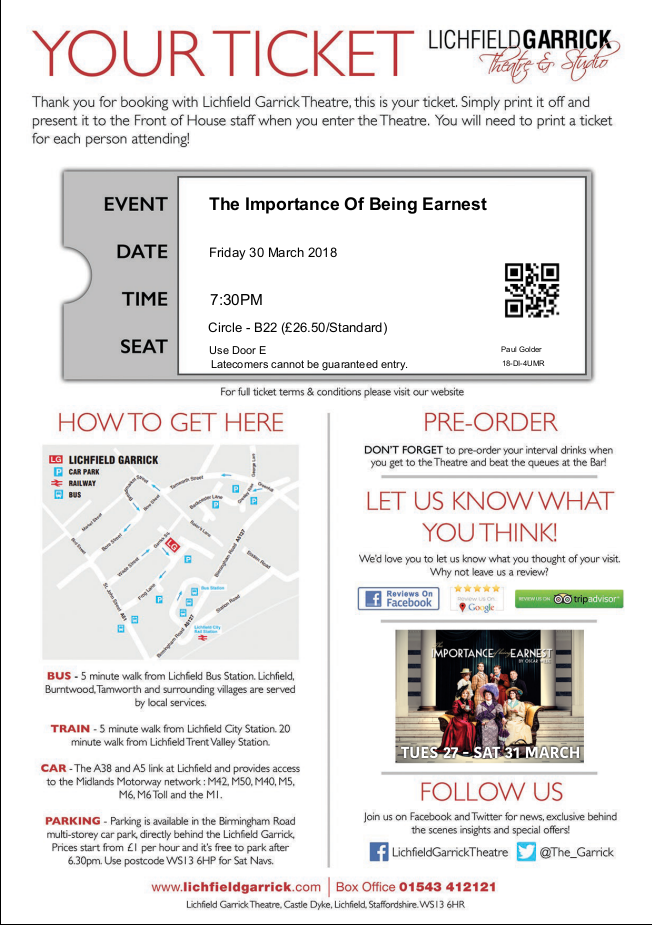 YOUR TICKET
LICHFIELDGARRICK
Theatre & Studio
Thank you for booking with Lichfield Garrick Theatre, this is your ticket. Simply print it off and
present it to the Front of House staff when you enter the Theatre. You will need to print a ticket
for each person attending!
EVENT The Importance Of Being Earnest
DATE Friday 30 March 2018
TIME 7:30PM
Circle - B22 (£26.50/Standard)
SEAT Use Door E
Latecomers cannot be guaranteed entry.
Paul Golder
18-DI-4UMR
For full ticket terms & conditions please visit our website
HOW TO GET HERE
LG LICHFIELD GARRICK
P CAR PARK
RAILWAY
BUS
Tamworth Street
George Lane
Greenhill
Bore Street
Wade Street
Frog Lane
Baker's Lane
Market Street
Bird Street
St. John Street A51
Birmingham Road A5127
Birmingham Road A5127
Station Road
LG
Bus Station
Lichfield City
Rail Station
BUS - 5 minute walk from Lichfield Bus Station. Lichfield,
Burntwood, Tamworth and surrounding villages are served
by local services.
TRAIN - 5 minute walk from Lichfield City Station. 20
minute walk from Lichfield Trent Valley Station.
CAR - The A38 and A5 link at Lichfield and provides access
to the Midlands Motorway network : M42, M50, M40, M5,
M6, M6 Toll and the M1.
PARKING - Parking is available in the Birmingham Road
multi-storey car park, directly behind the Lichfield Garrick,
Prices start from £1 per hour and it's free to park after
6.30pm. Use postcode WS13 6HP for Sat Navs.
PRE-ORDER
DON'T FORGET to pre-order your interval drinks when
you get to the Theatre and beat the queues at the Bar!
LET US KNOW WHAT
YOU THINK!
We'd love you to let us know what you thought of your visit.
Why not leave us a review?
Reviews On
Facebook
Review Us On
Google
REVIEW US ON tripadvisor
The
IMPORTANCE of being EARNEST
BY OSCAR WILDE
TUES 27 - SAT 31 MARCH
FOLLOW US
Join us on Facebook and Twitter for news, exclusive behind
the scenes insights and special offers!
LichfieldGarrickTheatre @The_Garrick
www.lichfieldgarrick.com | Box Office 01543 412121
Lichfield Garrick Theatre, Castle Dyke, Lichfield, Staffordshire. WS13 6HR